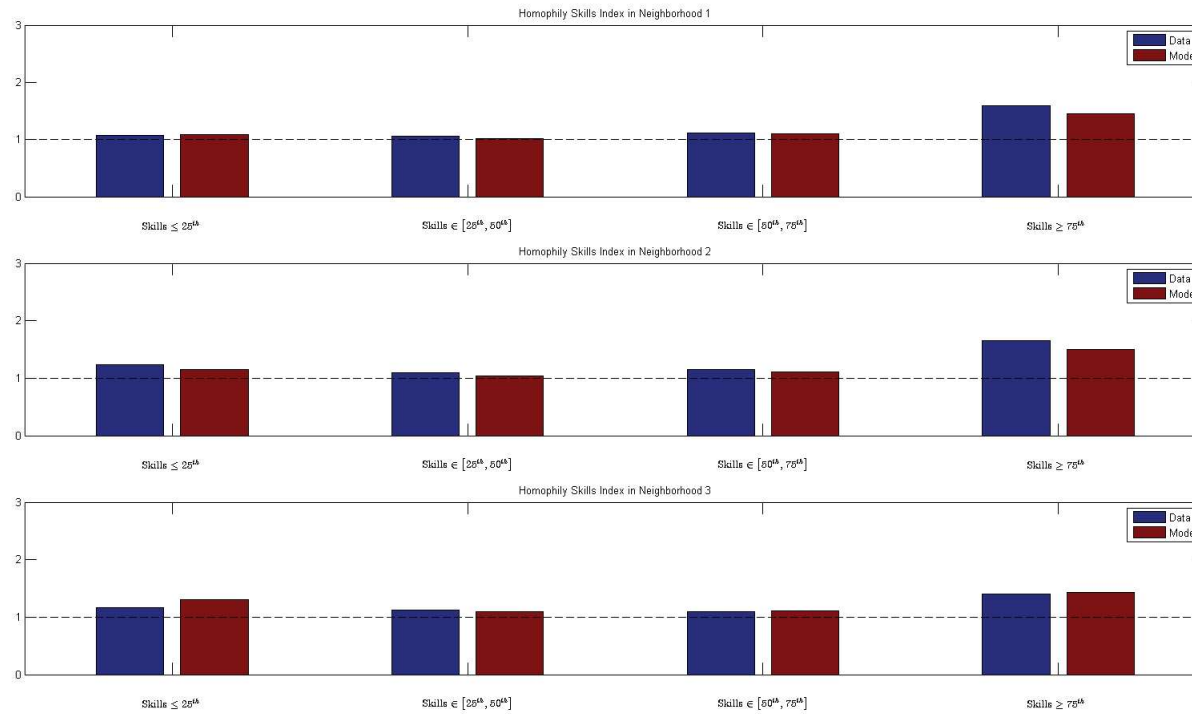 Homophily Skills Index in Neighborhood 1
3
2
1
0
Data
Mode
Skills ≤ 25th
Skills ∈ [25th, 50th]
Skills ∈ [50th, 75th]
Skills ≥ 75th
Homophily Skills Index in Neighborhood 2
3
2
1
0
Data
Mode
Skills ≤ 25th
Skills ∈ [25th, 50th]
Skills ∈ [50th, 75th]
Skills ≥ 75th
Homophily Skills Index in Neighborhood 3
3
2
1
0
Data
Mode
Skills ≤ 25th
Skills ∈ [25th, 50th]
Skills ∈ [50th, 75th]
Skills ≥ 75th